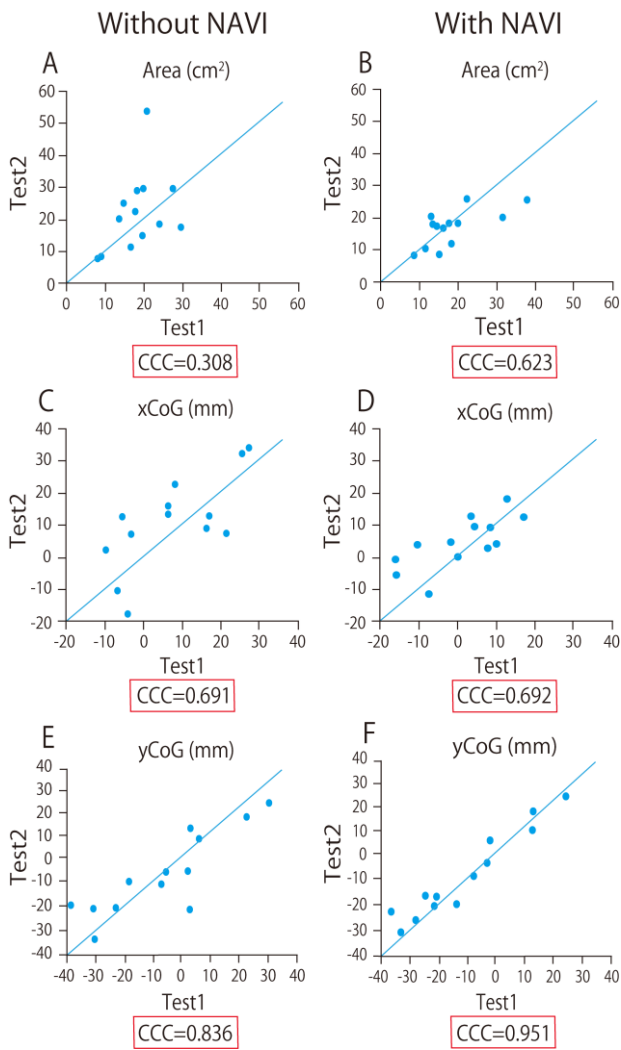 Without NAVI
With NAVI
A
Area (cm²)
60
50
40
30
20
10
0
Test2
0 10 20 30 40 50 60
Test1
CCC=0.308
B
Area (cm²)
60
50
40
30
20
10
0
Test2
0 10 20 30 40 50 60
Test1
CCC=0.623
C
xCoG (mm)
40
30
20
10
0
-10
-20
Test2
-20 -10 0 10 20 30 40
Test1
CCC=0.691
D
xCoG (mm)
40
30
20
10
0
-10
-20
Test2
-20 -10 0 10 20 30 40
Test1
CCC=0.692
E
yCoG (mm)
40
30
20
10
0
-10
-20
-30
-40
Test2
-40 -30 -20 -10 0 10 20 30 40
Test1
CCC=0.836
F
yCoG (mm)
40
30
20
10
0
-10
-20
-30
-40
Test2
-40 -30 -20 -10 0 10 20 30 40
Test1
CCC=0.951